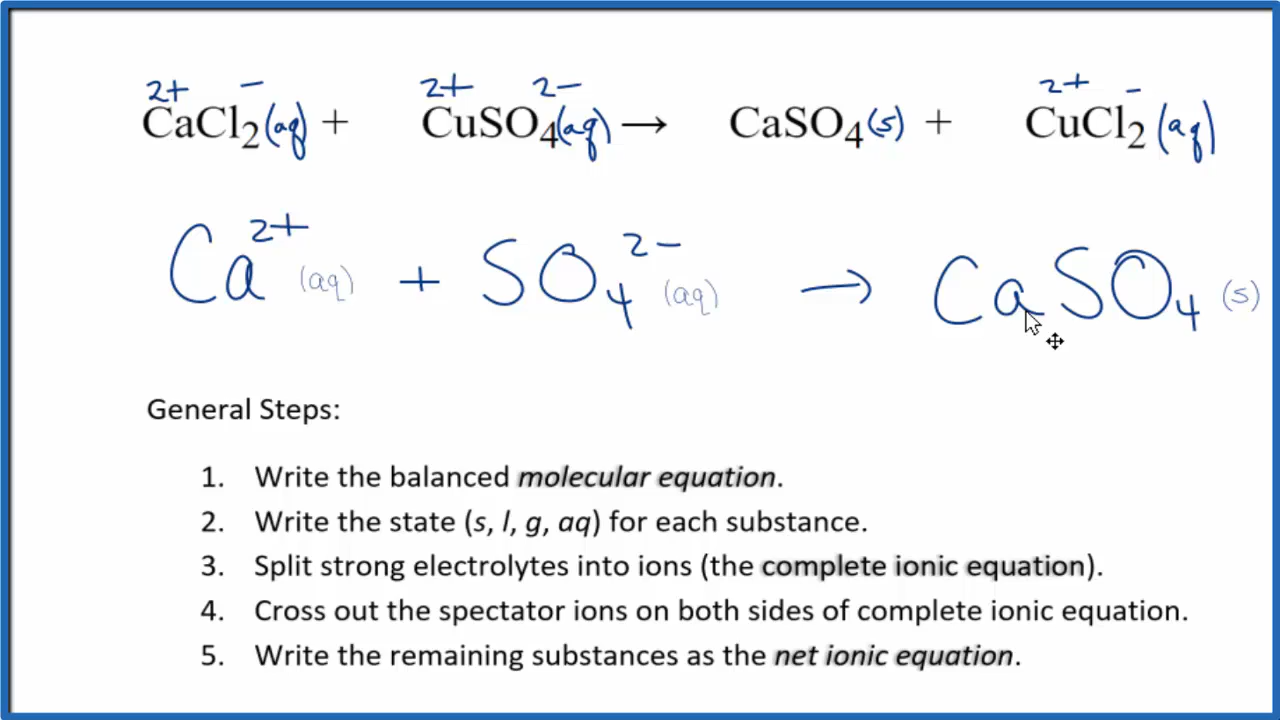 2+ − 2+ 2− 2+ −
CaCl₂(aq) + CuSO₄(aq) → CaSO₄(s) + CuCl₂(aq)
Ca²⁺(aq) + SO₄²⁻(aq) → CaSO₄(s)
General Steps:
1. Write the balanced molecular equation.
2. Write the state (s, l, g, aq) for each substance.
3. Split strong electrolytes into ions (the complete ionic equation).
4. Cross out the spectator ions on both sides of complete ionic equation.
5. Write the remaining substances as the net ionic equation.